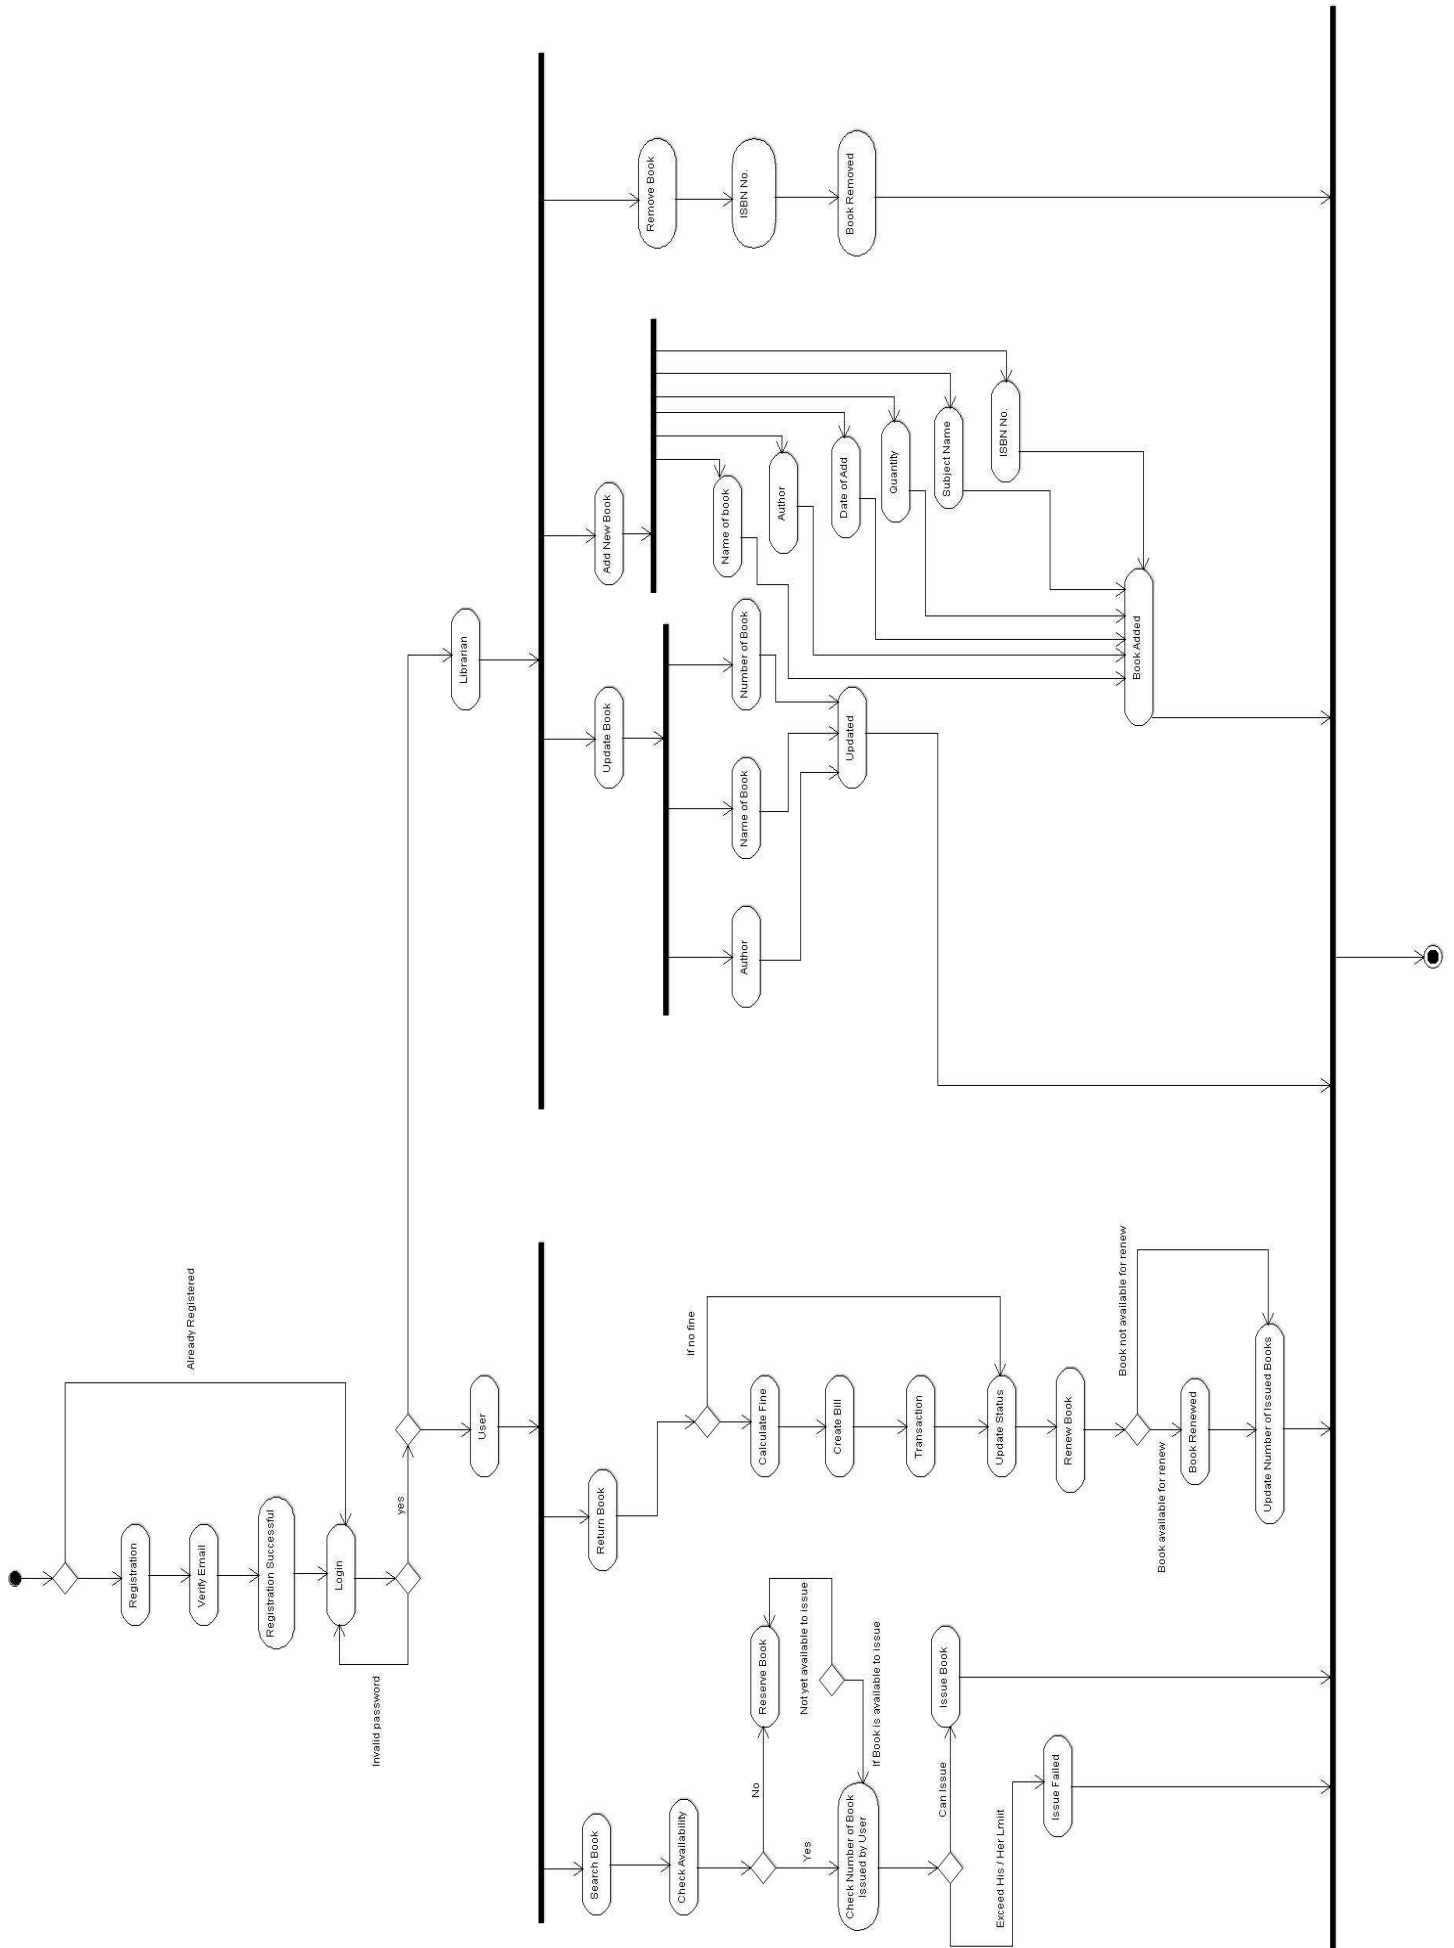 Already Registered
Registration
Verify Email
Registration Successful
Login
Invalid password
yes
Librarian
User
Search Book
Check Availability
No
Yes
Reserve Book
Not yet available to issue
If Book is available to issue
Check Number of Book
Issued by User
Can Issue
Exceed His / Her Lmiit
Issue Book
Issue Failed
Return Book
If no fine
Calculate Fine
Create Bill
Transaction
Update Status
Renew Book
Book not available for renew
Book available for renew
Book Renewed
Update Number of Issued Books
Update Book
Author
Name of Book
Number of Book
Updated
Add New Book
Name of book
Author
Date of Add
Quantity
Subject Name
ISBN No.
Book Added
Remove Book
ISBN No.
Book Removed